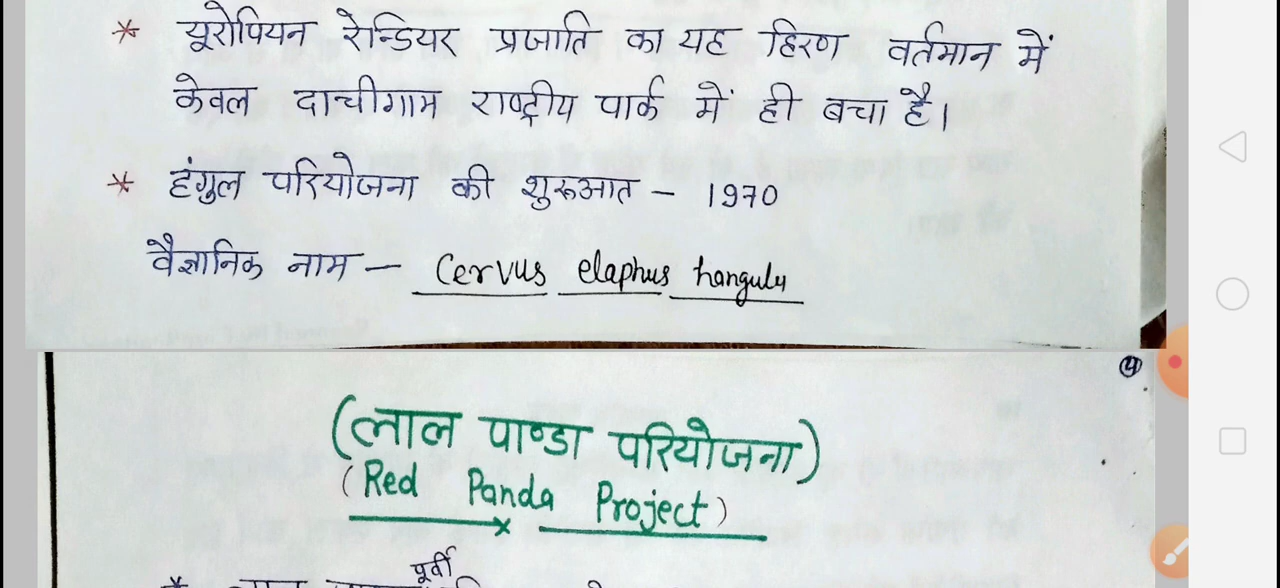 * यूरोपियन रेन्डियर प्रजाति का यह हिरण वर्तमान में
केवल दाचीगाम राष्ट्रीय पार्क में ही बचा है।
* हंगुल परियोजना की शुरूआत – 1970
वैज्ञानिक नाम – Cervus elaphus hanglu
④
(लाल पाण्डा परियोजना)
(Red Panda Project)
पूर्वी